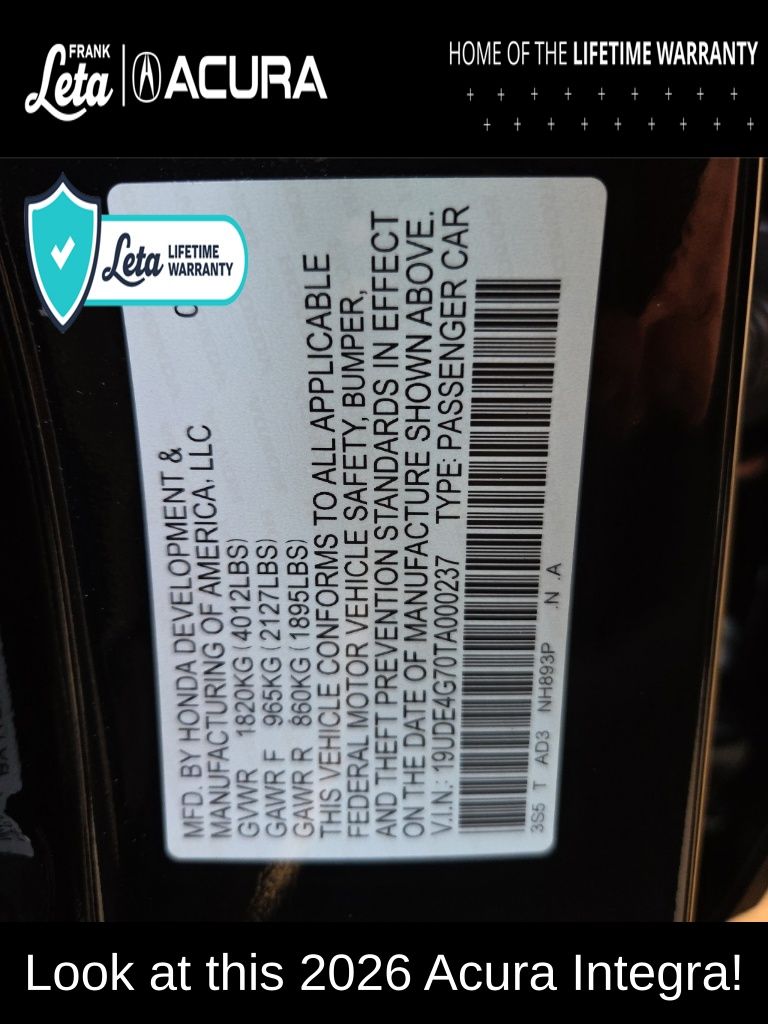 FRANK
Leta
ACURA
HOME OF THE LIFETIME WARRANTY
Leta LIFETIME
WARRANTY
MFD. BY HONDA DEVELOPMENT &
MANUFACTURING OF AMERICA, LLC
GVWR 1820KG(4012LBS)
GAWR F 965KG(2127LBS)
GAWR R 860KG(1895LBS)
THIS VEHICLE CONFORMS TO ALL APPLICABLE
FEDERAL MOTOR VEHICLE SAFETY, BUMPER,
AND THEFT PREVENTION STANDARDS IN EFFECT
ON THE DATE OF MANUFACTURE SHOWN ABOVE.
V.I.N.: 19UDE4G70TA000237 TYPE: PASSENGER CAR
3S5 T AD3 NH893P .N .A
Look at this 2026 Acura Integra!